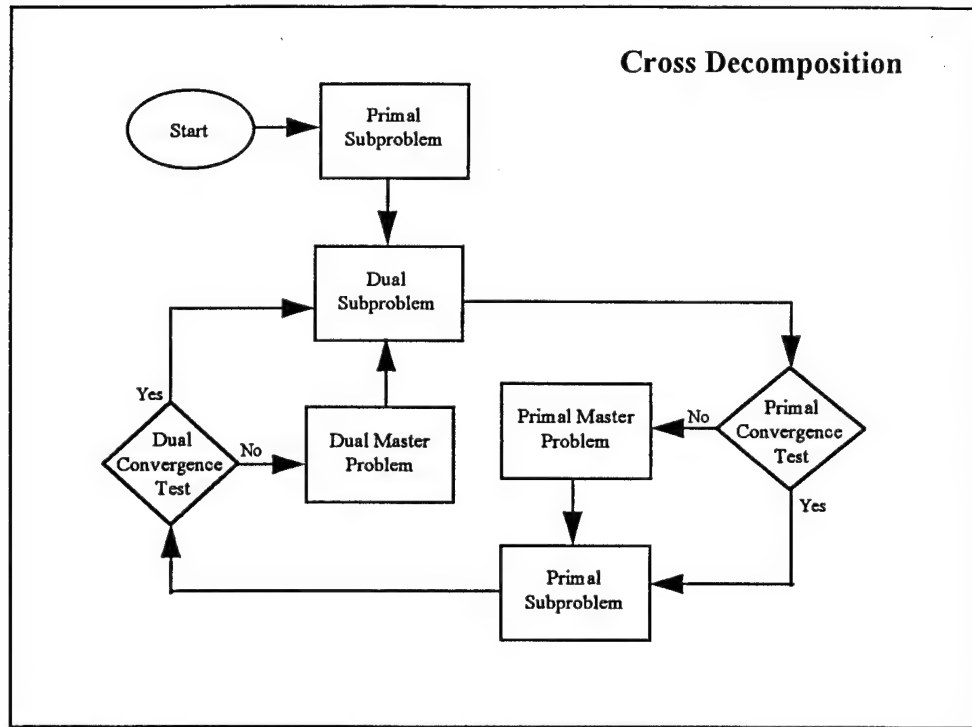 Cross Decomposition
Start
Primal
Subproblem
Dual
Subproblem
Yes
Dual
Convergence
Test
No
Dual Master
Problem
Primal Master
Problem
No
Primal
Convergence
Test
Yes
Primal
Subproblem